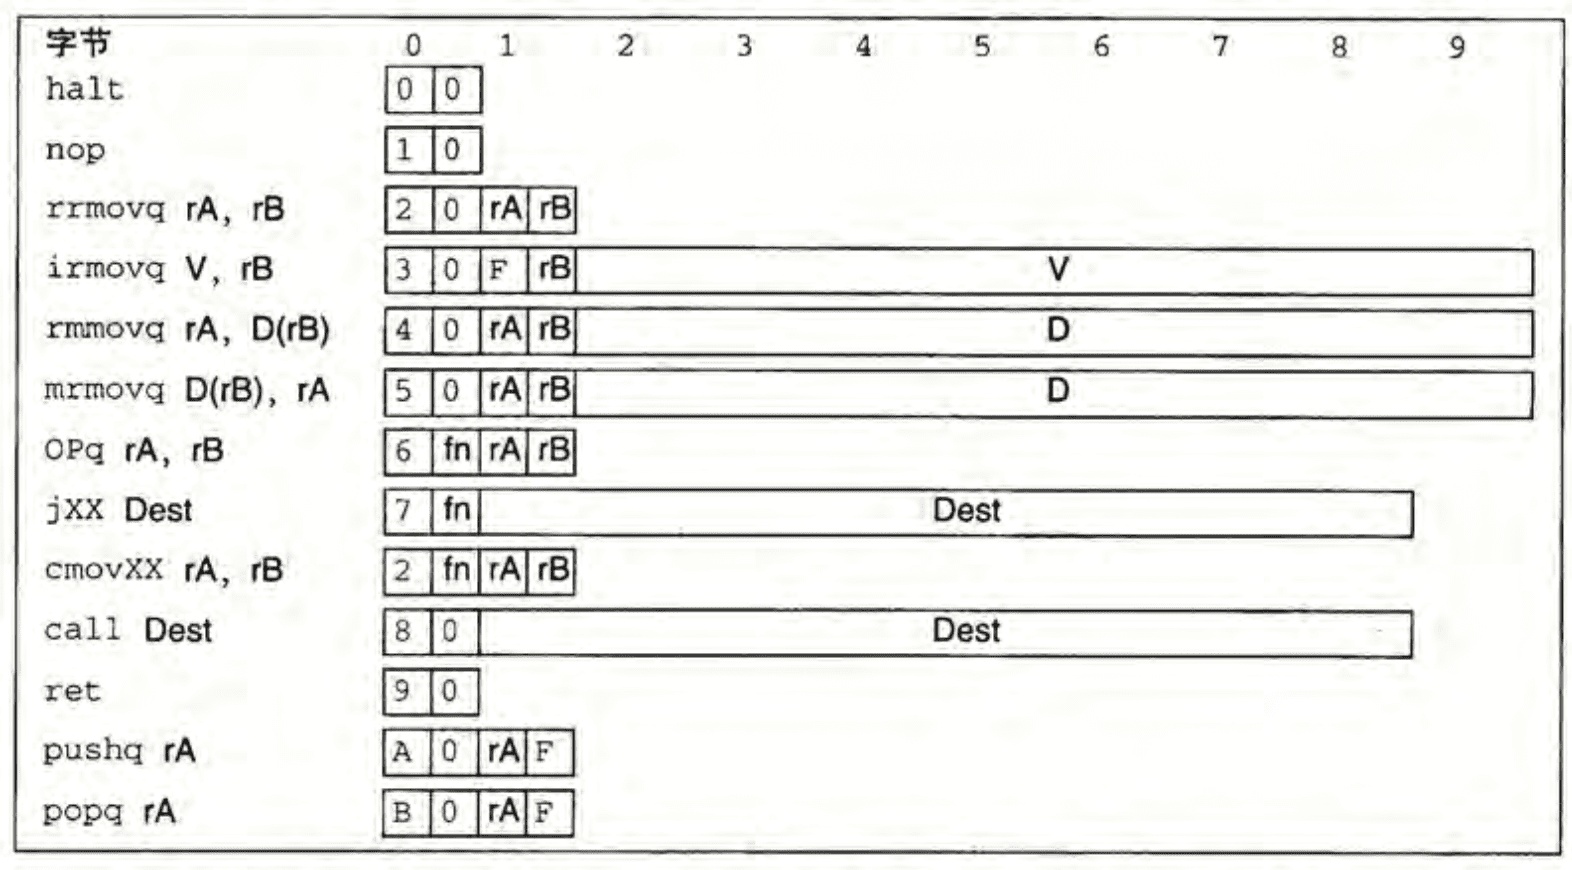 字节 0 1 2 3 4 5 6 7 8 9
halt 0 0
nop 1 0
rrmovq rA, rB 2 0 rA rB
irmovq V, rB 3 0 F rB V
rmmovq rA, D(rB) 4 0 rA rB D
mrmovq D(rB), rA 5 0 rA rB D
OPq rA, rB 6 fn rA rB
jXX Dest 7 fn Dest
cmovXX rA, rB 2 fn rA rB
call Dest 8 0 Dest
ret 9 0
pushq rA A 0 rA F
popq rA B 0 rA F